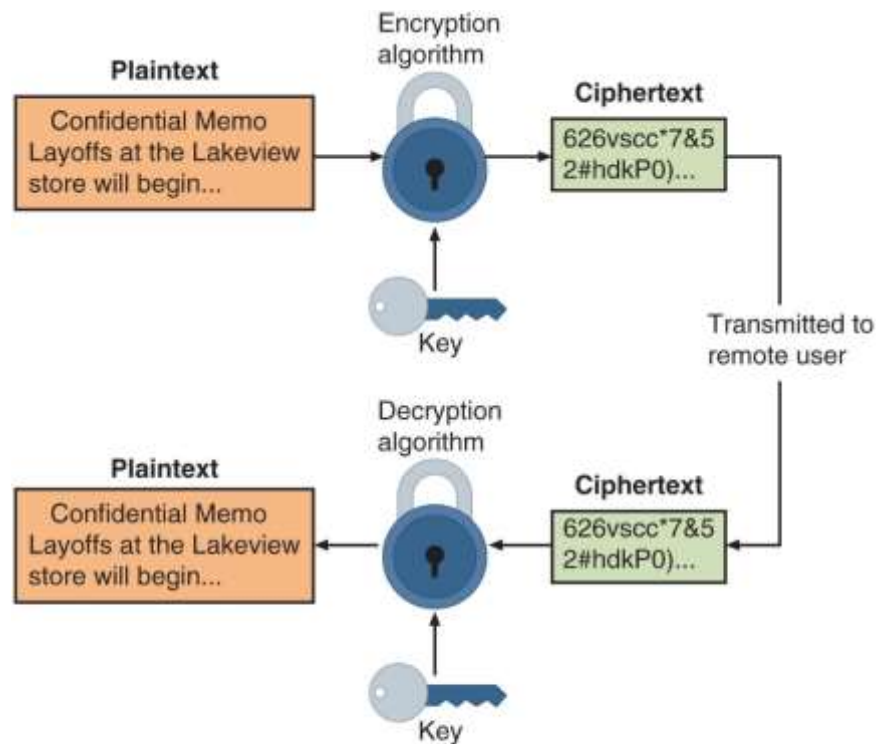 Encryption
algorithm
Plaintext
Confidential Memo
Layoffs at the Lakeview
store will begin...
Ciphertext
626vscc*7&5
2#hdkP0)...
Key
Transmitted to
remote user
Decryption
algorithm
Plaintext
Confidential Memo
Layoffs at the Lakeview
store will begin...
Ciphertext
626vscc*7&5
2#hdkP0)...
Key